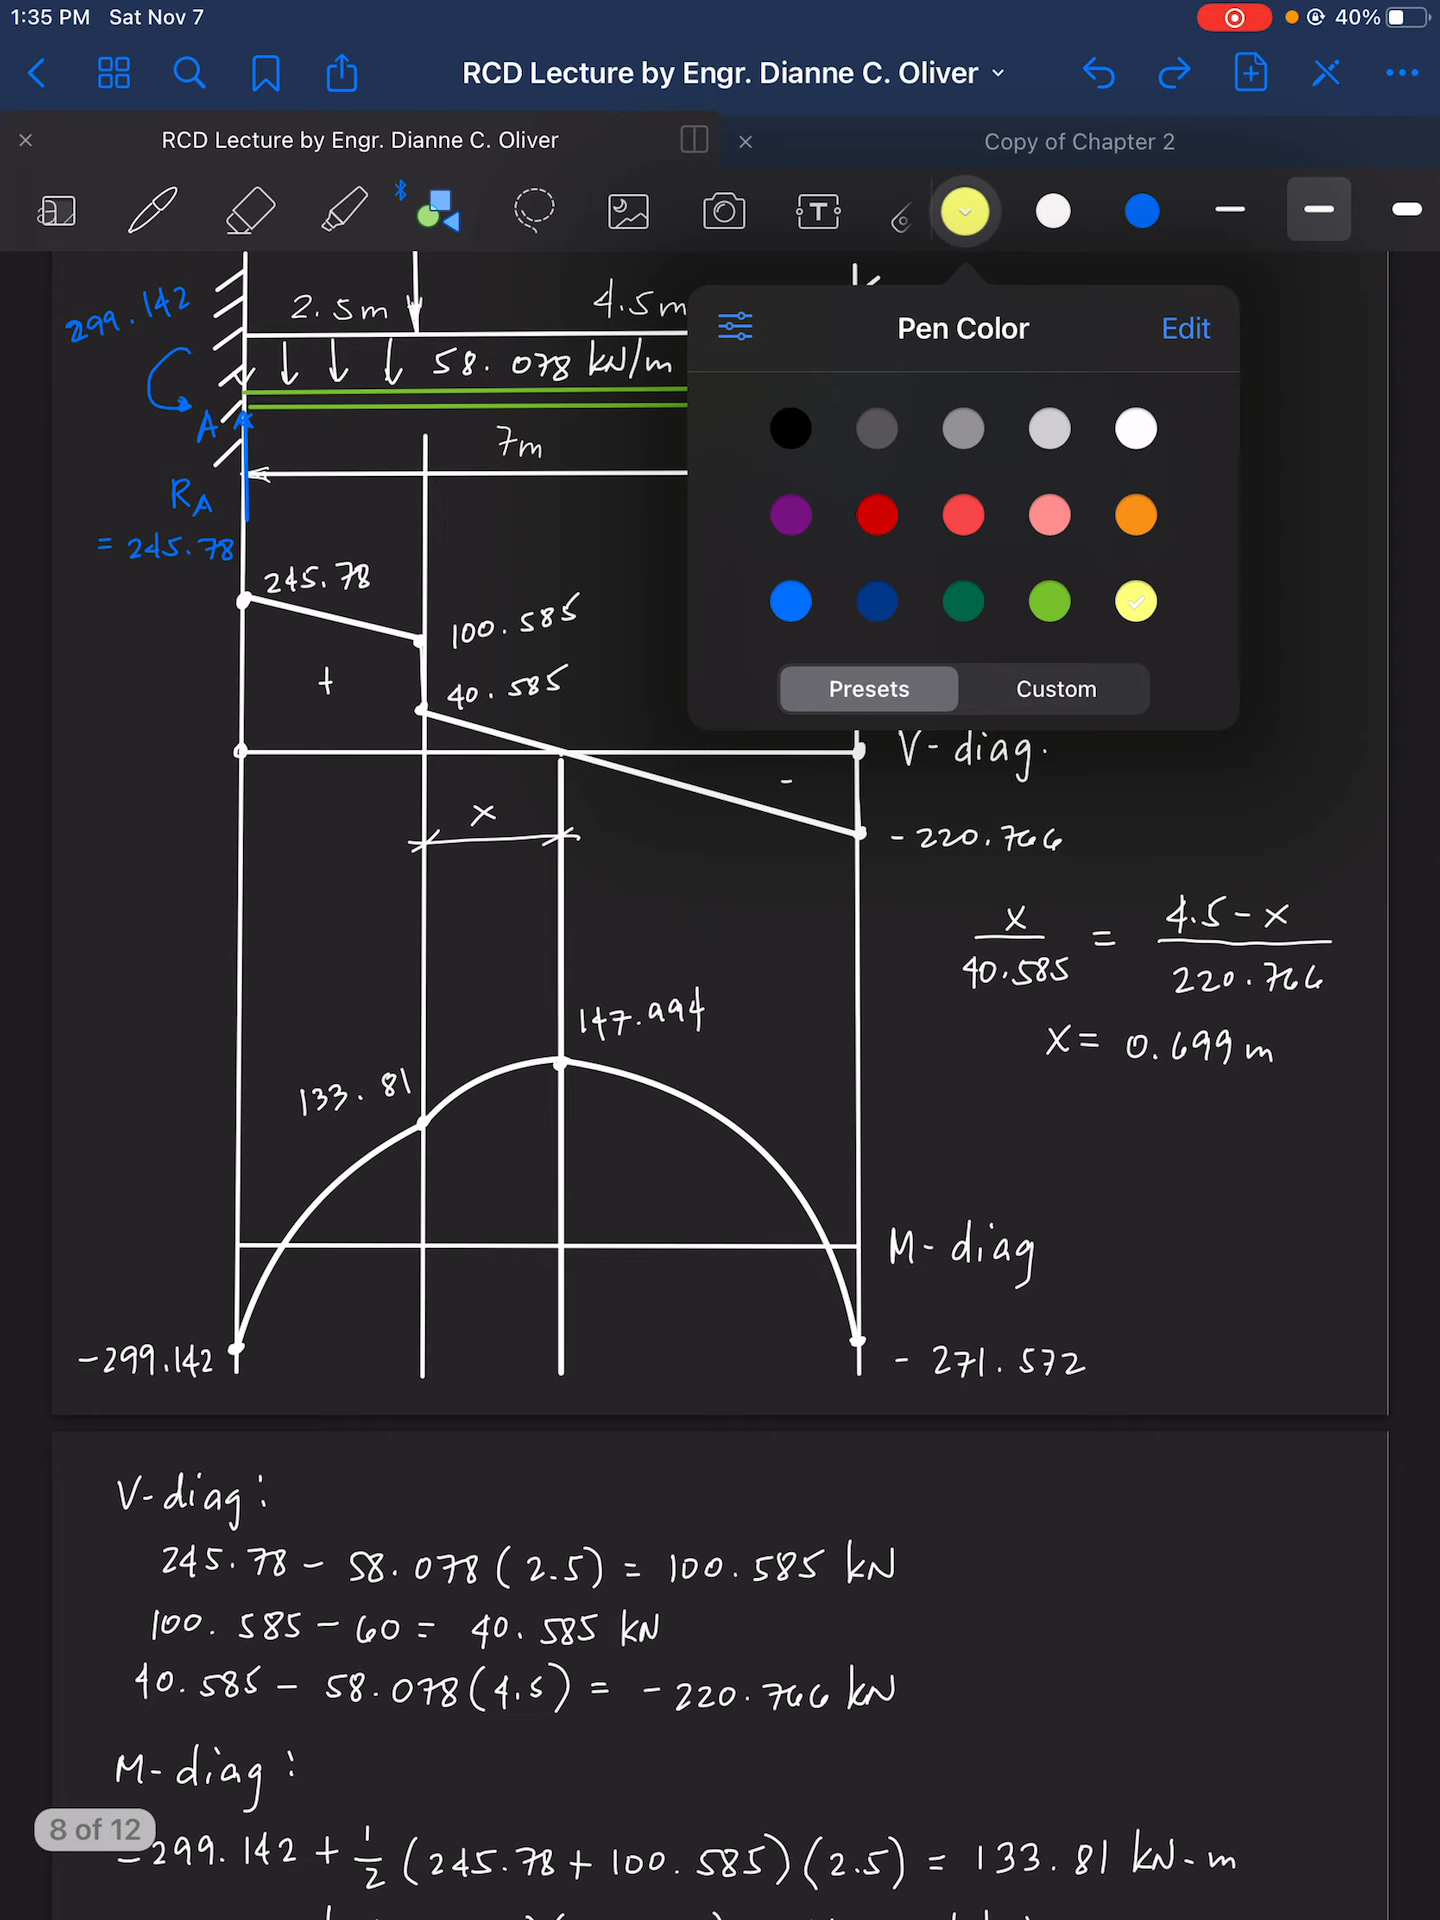 1:35 PM Sat Nov 7
40%
RCD Lecture by Engr. Dianne C. Oliver
RCD Lecture by Engr. Dianne C. Oliver
Copy of Chapter 2
T
299.142
2.5m
4.5m
58.078 kN/m
A
7m
RA
= 245.78
Pen Color
Edit
Presets
Custom
245.78
100.585
+
40.585
V-diag.
-
x
- 220.766
x/40.585 = 4.5-x/220.766
x = 0.699 m
147.994
133.81
M-diag
-299.142
- 271.572
V-diag:
245.78 - 58.078 (2.5) = 100.585 kN
100.585 - 60 = 40.585 kN
40.585 - 58.078 (4.5) = -220.766 kN
M-diag:
8 of 12
-299.142 + 1/2 (245.78 + 100.585)(2.5) = 133.81 kN-m